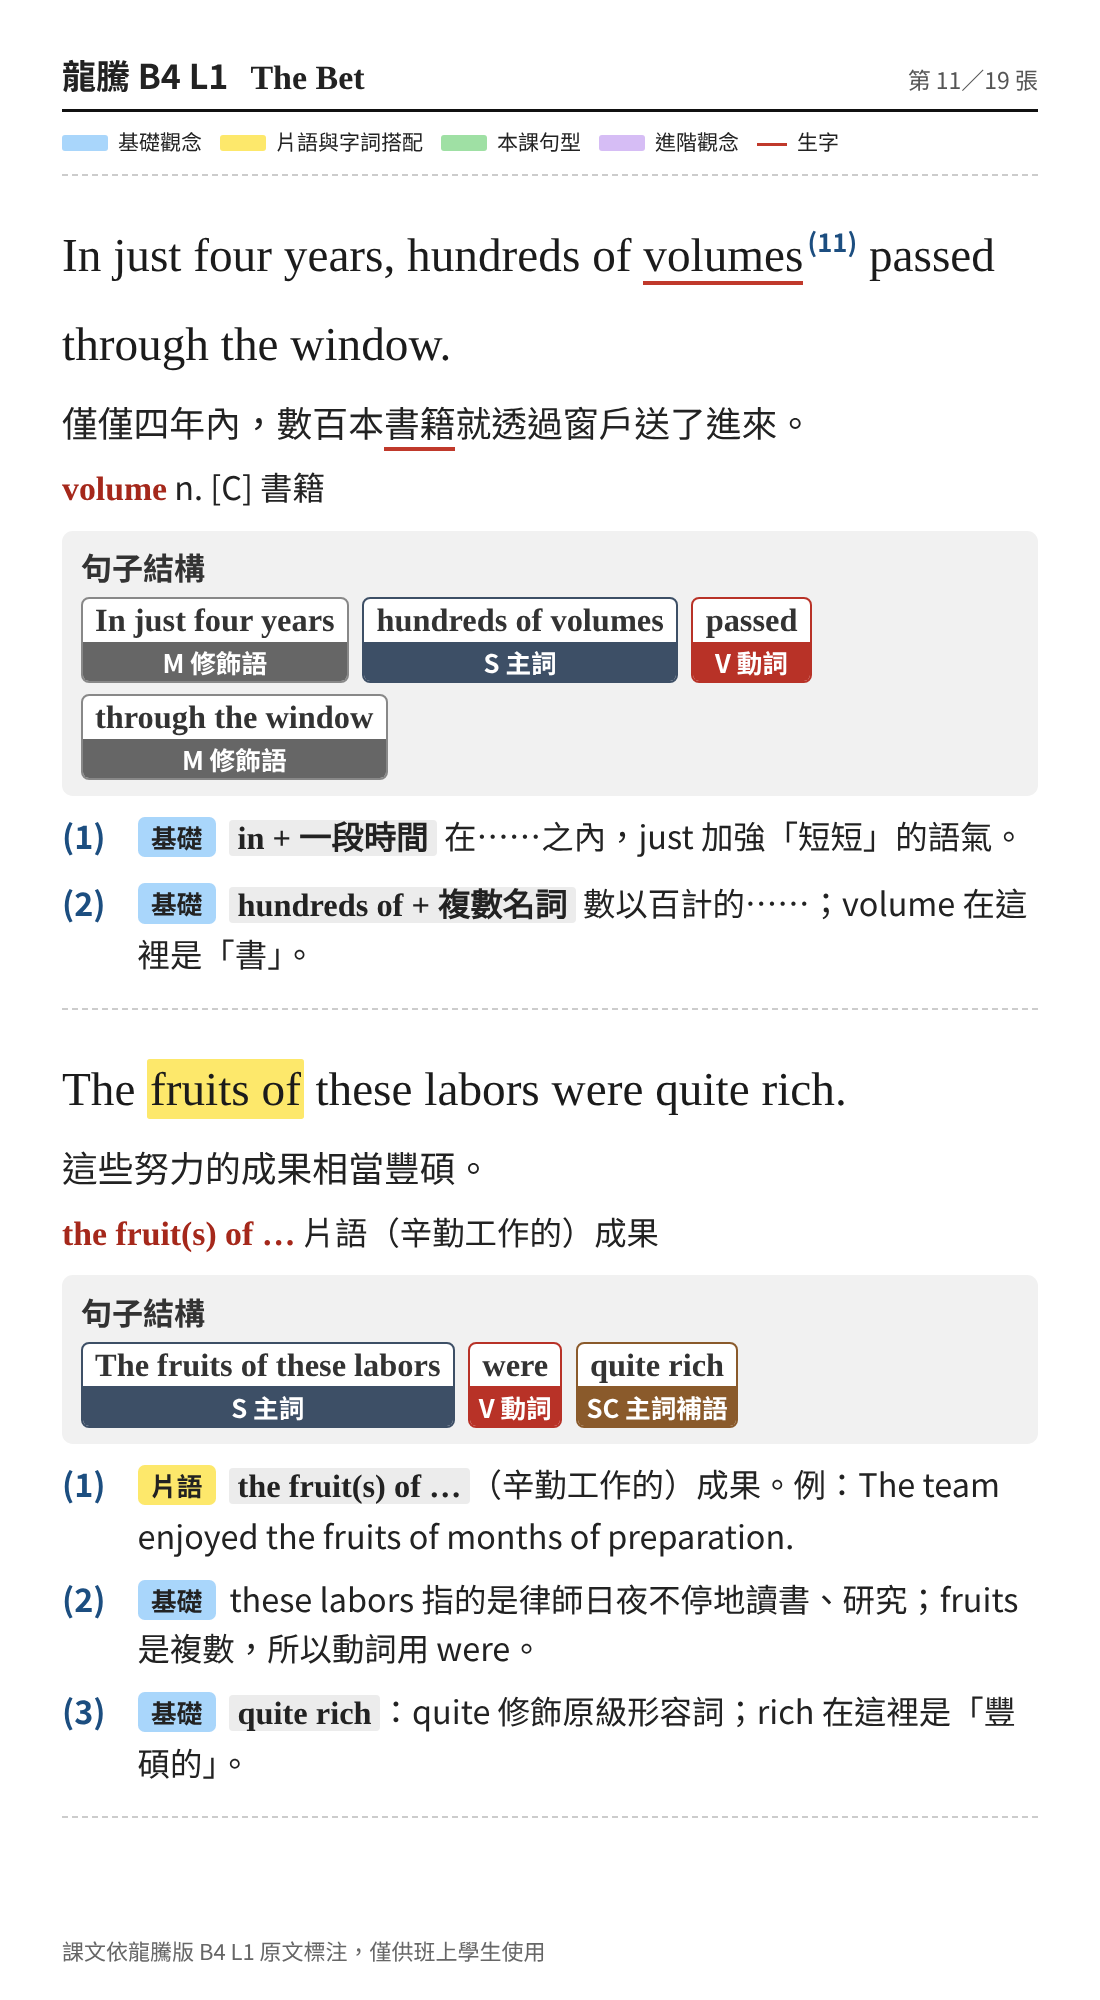 龍騰 B4 L1 The Bet
第 11／19 張
基礎觀念 片語與字詞搭配 本課句型 進階觀念 生字
In just four years, hundreds of volumes(11) passed
through the window.
僅僅四年內，數百本書籍就透過窗戶送了進來。
volume n. [C] 書籍
句子結構
In just four years hundreds of volumes passed
M 修飾語 S 主詞 V 動詞
through the window
M 修飾語
(1) 基礎 in + 一段時間 在……之內，just 加強「短短」的語氣。
(2) 基礎 hundreds of + 複數名詞 數以百計的……；volume 在這
裡是「書」。
The fruits of these labors were quite rich.
這些努力的成果相當豐碩。
the fruit(s) of … 片語（辛勤工作的）成果
句子結構
The fruits of these labors were quite rich
S 主詞 V 動詞 SC 主詞補語
(1) 片語 the fruit(s) of …（辛勤工作的）成果。例：The team
enjoyed the fruits of months of preparation.
(2) 基礎 these labors 指的是律師日夜不停地讀書、研究；fruits
是複數，所以動詞用 were。
(3) 基礎 quite rich：quite 修飾原級形容詞；rich 在這裡是「豐
碩的」。
課文依龍騰版 B4 L1 原文標注，僅供班上學生使用